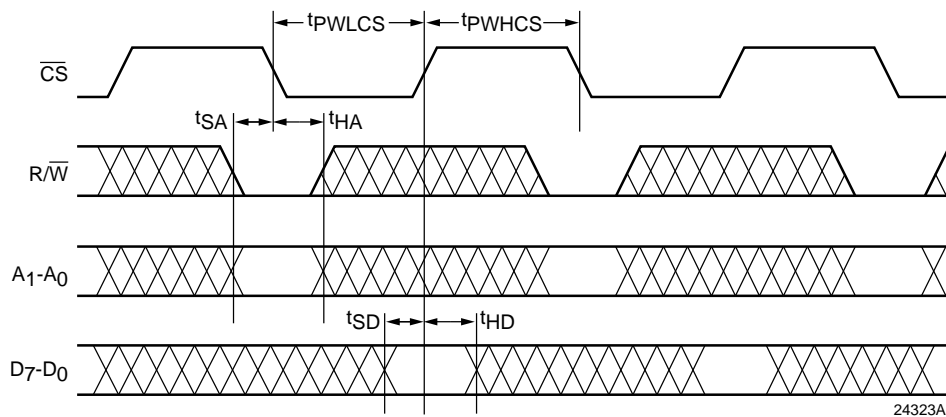 tPWLCS tPWHCS
CS
tSA tHA
R/W
A1-A0
tSD tHD
D7-D0
24323A